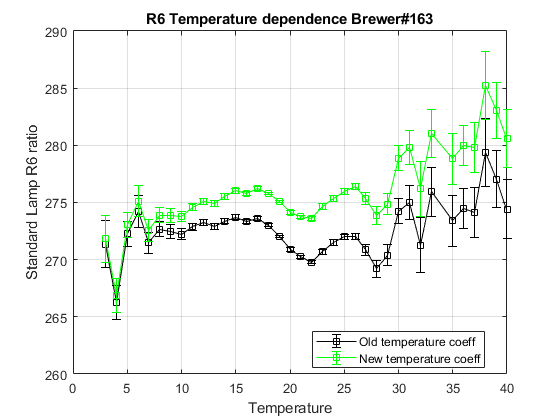 R6 Temperature dependence Brewer#163
Standard Lamp R6 ratio
290
285
280
275
270
265
260
0 5 10 15 20 25 30 35 40
Temperature
Old temperature coeff
New temperature coeff